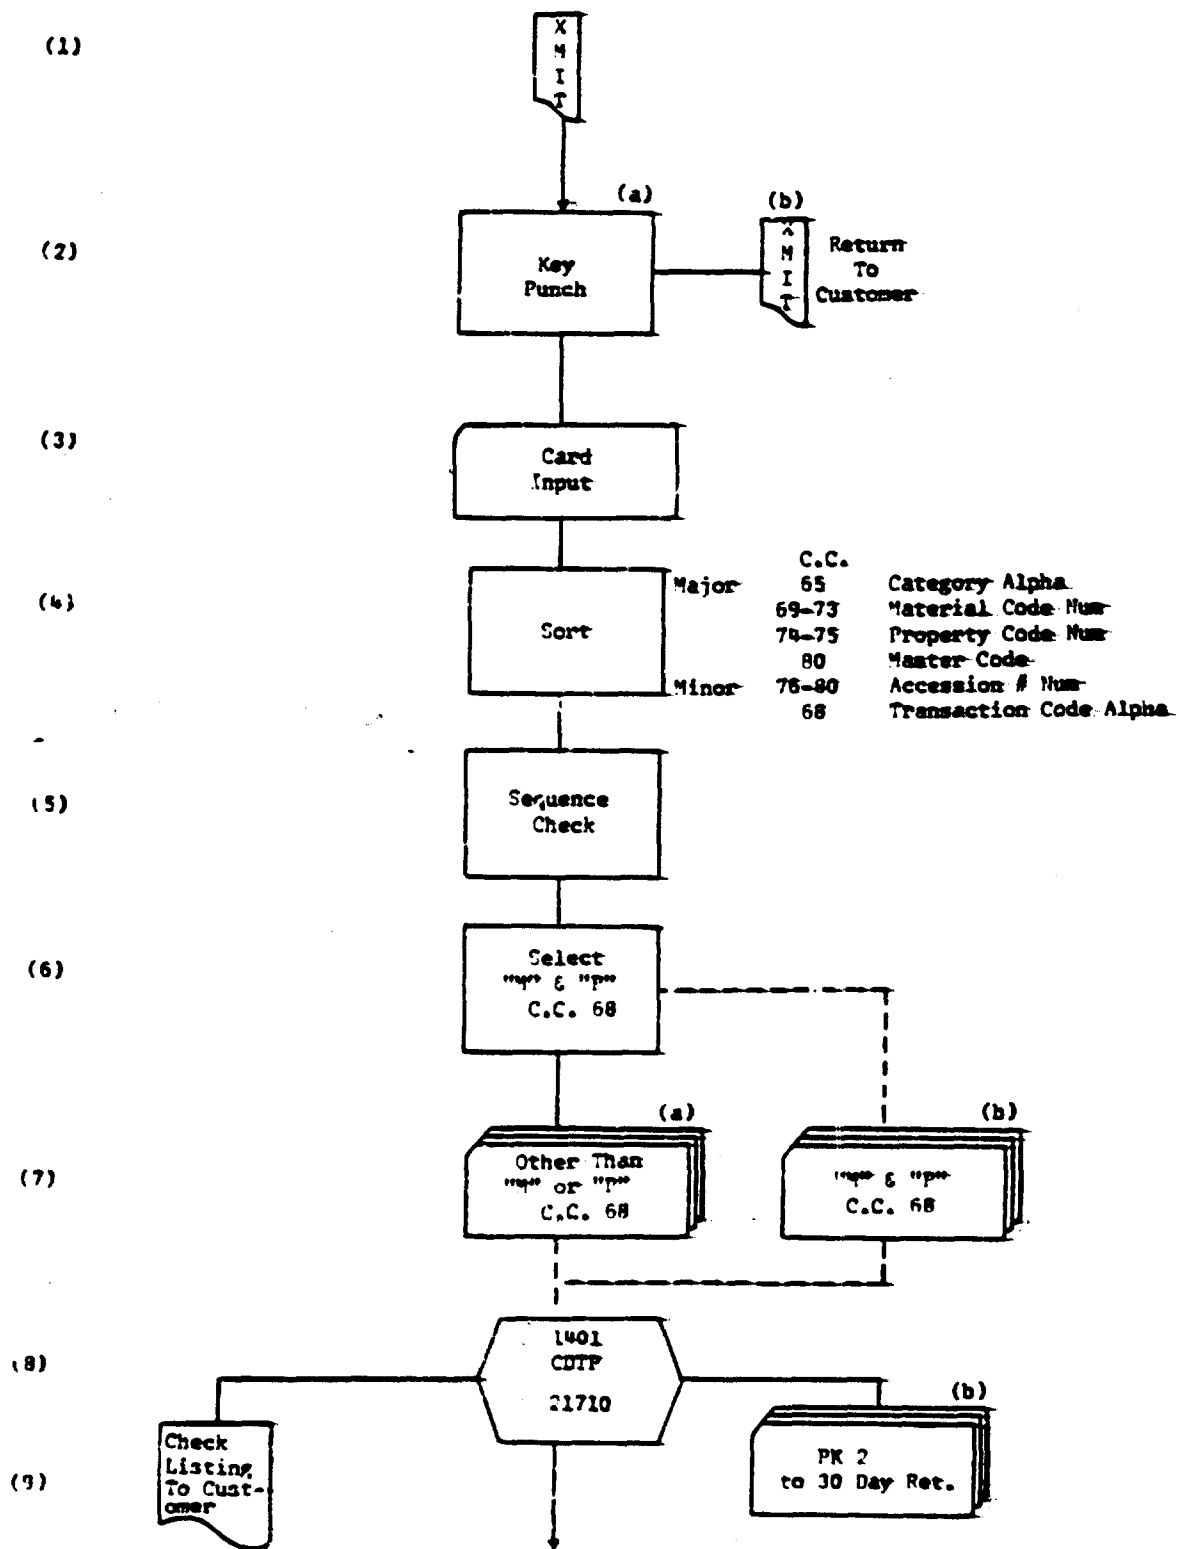 (1)
X
M
I
T
(a)
(b)
(2)
Key
Punch
M
I
T
Return
To
Customer
(3)
Card
Input
C.C.
(4)
Sort
Major 65 Category Alpha
69-73 Material Code Num
74-75 Property Code Num
80 Master Code
Minor 76-80 Accession # Num
68 Transaction Code Alpha
(5)
Sequence
Check
(6)
Select
& "P"
C.C. 68
(a)
(b)
(7)
Other Than
or "P"
C.C. 68
& "P"
C.C. 68
(8)
1401
CDTP
21710
(b)
(9)
Check
Listing
To Cust-
omer
PK 2
to 30 Day Ret.